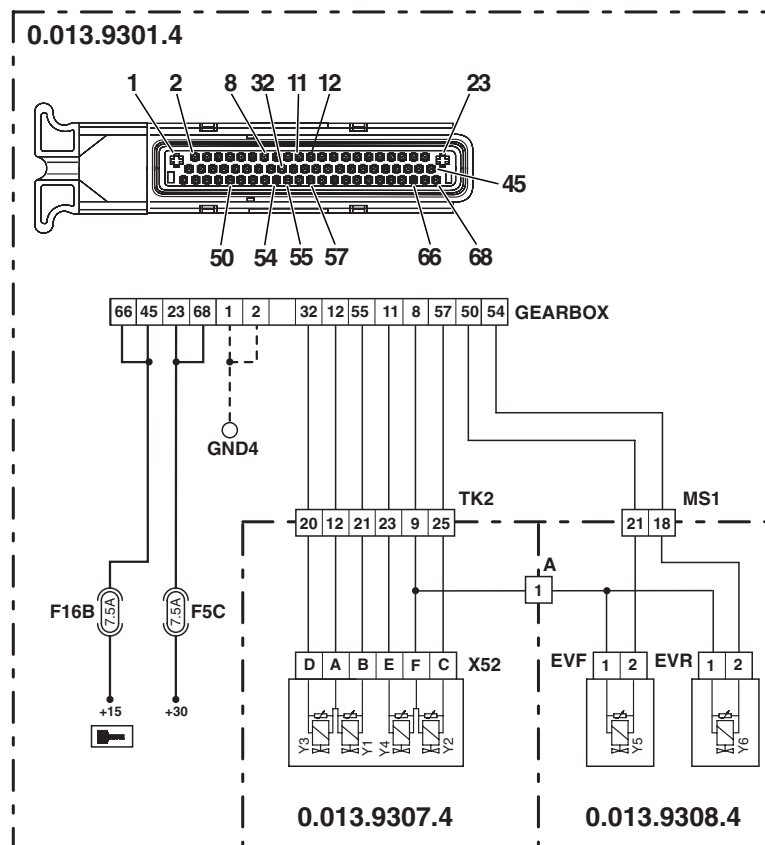 0.013.9301.4
1 2 8 32 11 12 23
45
50 54 55 57 66 68
66 45 23 68 1 2 32 12 55 11 8 57 50 54 GEARBOX
GND4
TK2 MS1
20 12 21 23 9 25 21 18
A
1
F16B 7.5A 7.5A F5C
D A B E F C X52 EVF 1 2 EVR 1 2
+15 +30
Y3 Y1 Y4 Y2 Y5 Y6
0.013.9307.4 0.013.9308.4